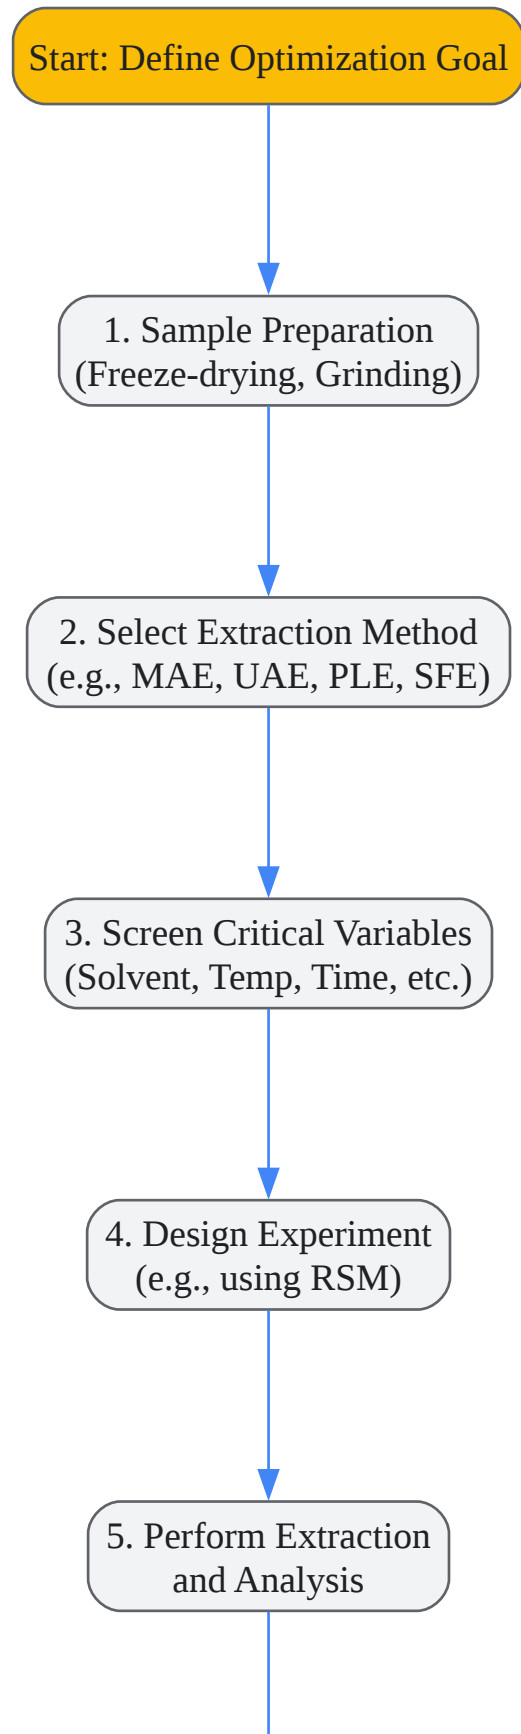 Start: Define Optimization Goal
1. Sample Preparation
(Freeze-drying, Grinding)
2. Select Extraction Method
(e.g., MAE, UAE, PLE, SFE)
3. Screen Critical Variables
(Solvent, Temp, Time, etc.)
4. Design Experiment
(e.g., using RSM)
5. Perform Extraction
and Analysis